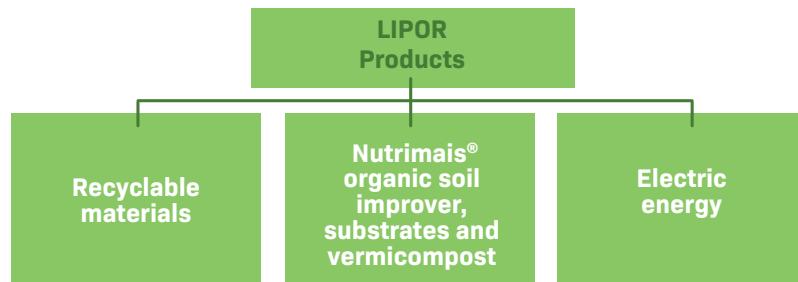 LIPOR
Products
Recyclable
materials
Nutrimais®
organic soil
improver,
substrates and
vermicompost
Electric
energy